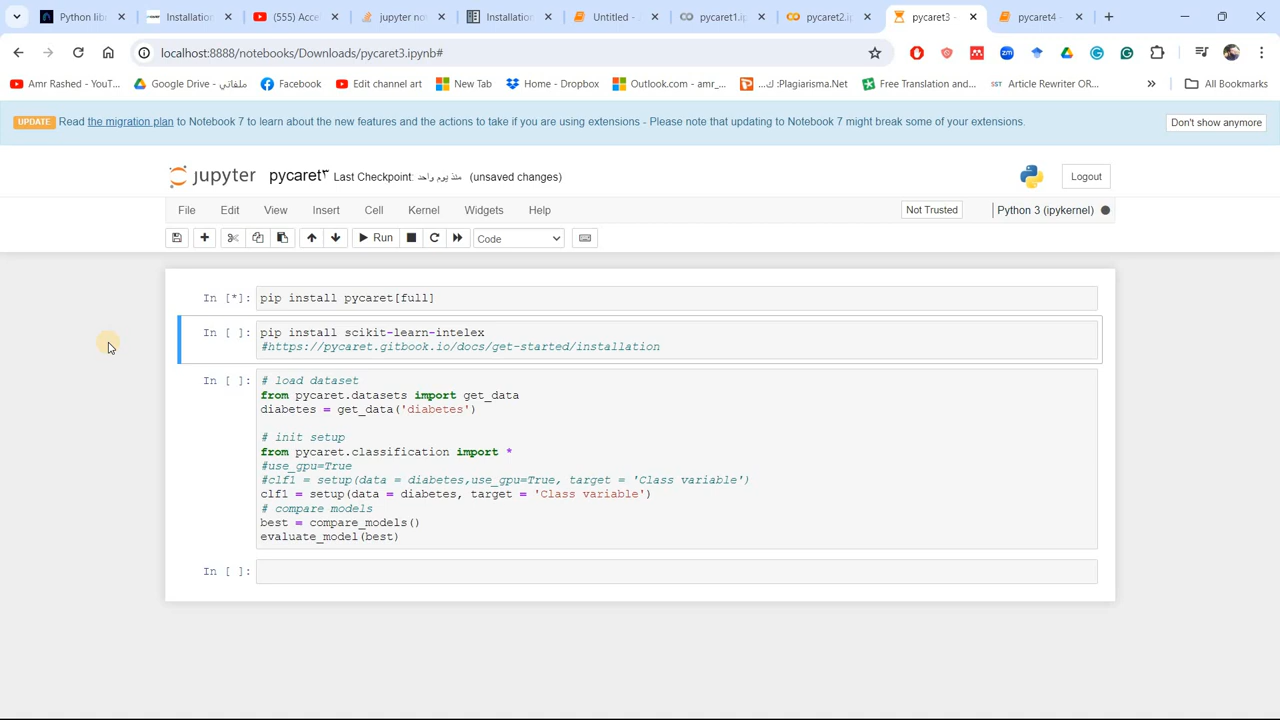 Python lib
Installation
(555) Acce
jupyter no
Installation
Untitled
pycaret1.i
pycaret2.ip
pycaret3 -
pycaret4 -
localhost:8888/notebooks/Downloads/pycaret3.ipynb#
Amr Rashed - YouT...
Google Drive - ملفاتي
Facebook
Edit channel art
New Tab
Home - Dropbox
Outlook.com - amr_...
ك...:Plagiarisma.Net
Free Translation and...
SST Article Rewriter OR...
All Bookmarks
UPDATE Read the migration plan to Notebook 7 to learn about the new features and the actions to take if you are using extensions - Please note that updating to Notebook 7 might break some of your extensions.
Don't show anymore
jupyter pycaret٣ Last Checkpoint: منذ يوم واحد (unsaved changes)
Logout
File Edit View Insert Cell Kernel Widgets Help
Not Trusted
Python 3 (ipykernel)
Run
Code
In [*]: pip install pycaret[full]
In [ ]: pip install scikit-learn-intelex
#https://pycaret.gitbook.io/docs/get-started/installation
In [ ]: # load dataset
from pycaret.datasets import get_data
diabetes = get_data('diabetes')
# init setup
from pycaret.classification import *
#use_gpu=True
#clf1 = setup(data = diabetes,use_gpu=True, target = 'Class variable')
clf1 = setup(data = diabetes, target = 'Class variable')
# compare models
best = compare_models()
evaluate_model(best)
In [ ]: